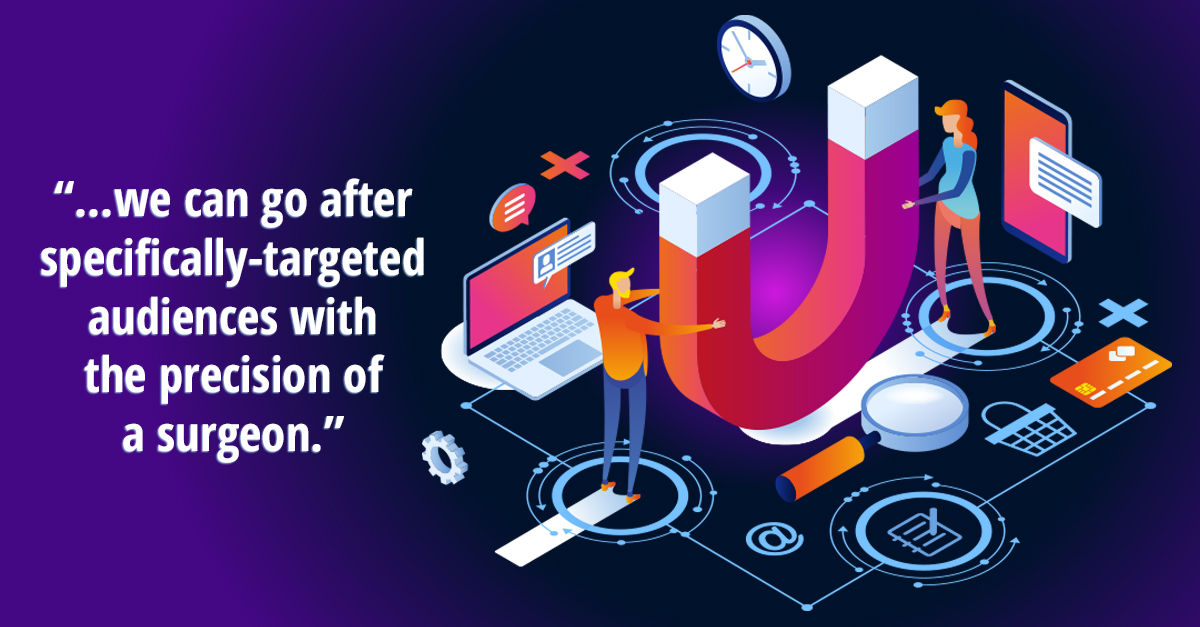 “...we can go after
specifically-targeted
audiences with
the precision of
a surgeon.”
@